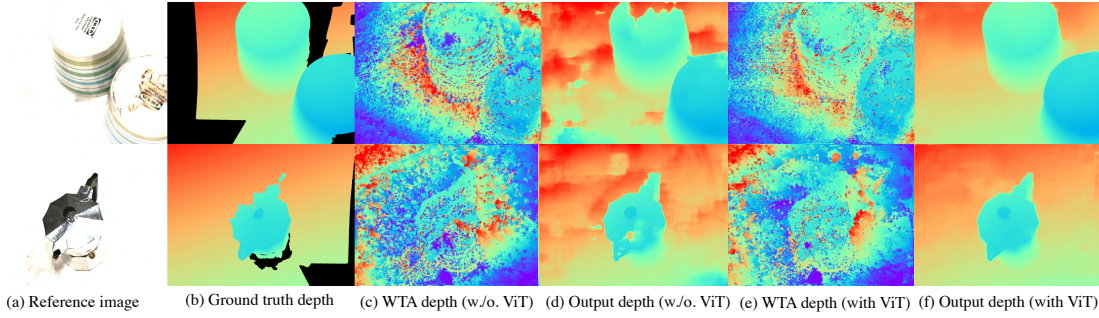 (a) Reference image
(b) Ground truth depth
(c) WTA depth (w./o. ViT)
(d) Output depth (w./o. ViT)
(e) WTA depth (with ViT)
(f) Output depth (with ViT)